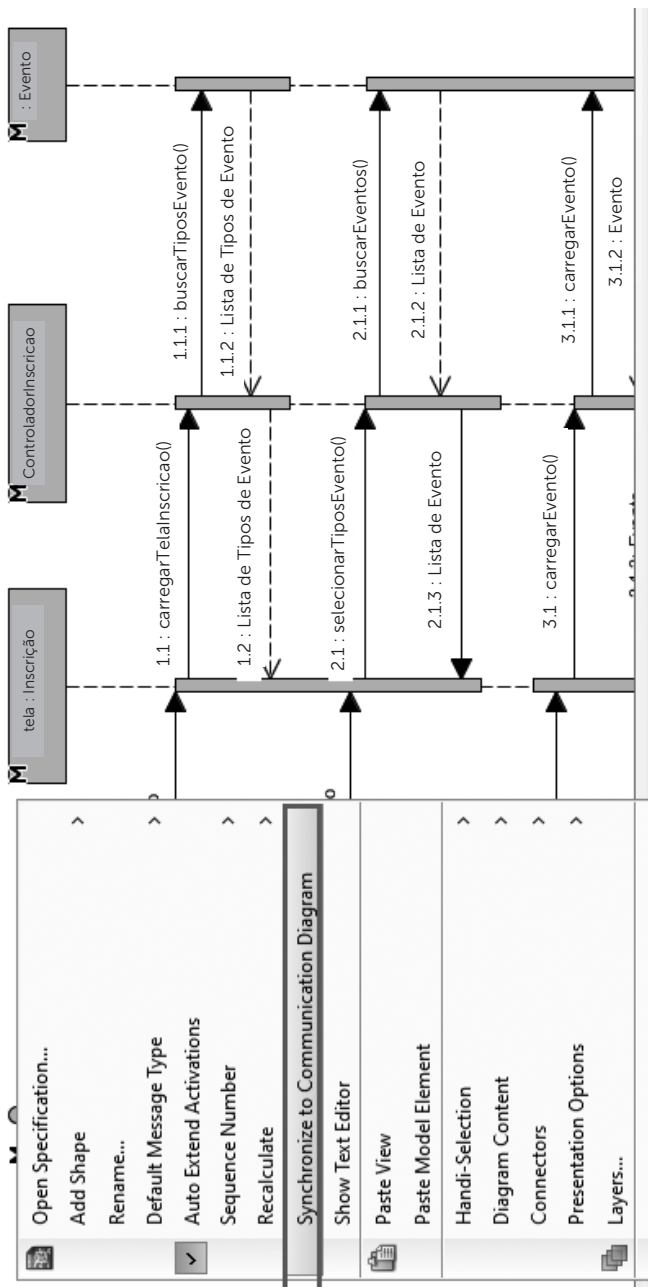 Open Specification...
Add Shape
Rename...
Default Message Type
Auto Extend Activations
Sequence Number
Recalculate
Synchronize to Communication Diagram
Show Text Editor
Paste View
Paste Model Element
Handi-Selection
Diagram Content
Connectors
Presentation Options
Layers...
M
tela : Inscrição
M
ControladorInscricao
M
: Evento
1.1 : carregarTelaInscricao()
1.1.1 : buscarTiposEvento()
1.1.2 : Lista de Tipos de Evento
1.2 : Lista de Tipos de Evento
2.1 : selecionarTiposEvento()
2.1.1 : buscarEventos()
2.1.2 : Lista de Evento
2.1.3 : Lista de Evento
3.1 : carregarEvento()
3.1.1 : carregarEvento()
3.1.2 : Evento